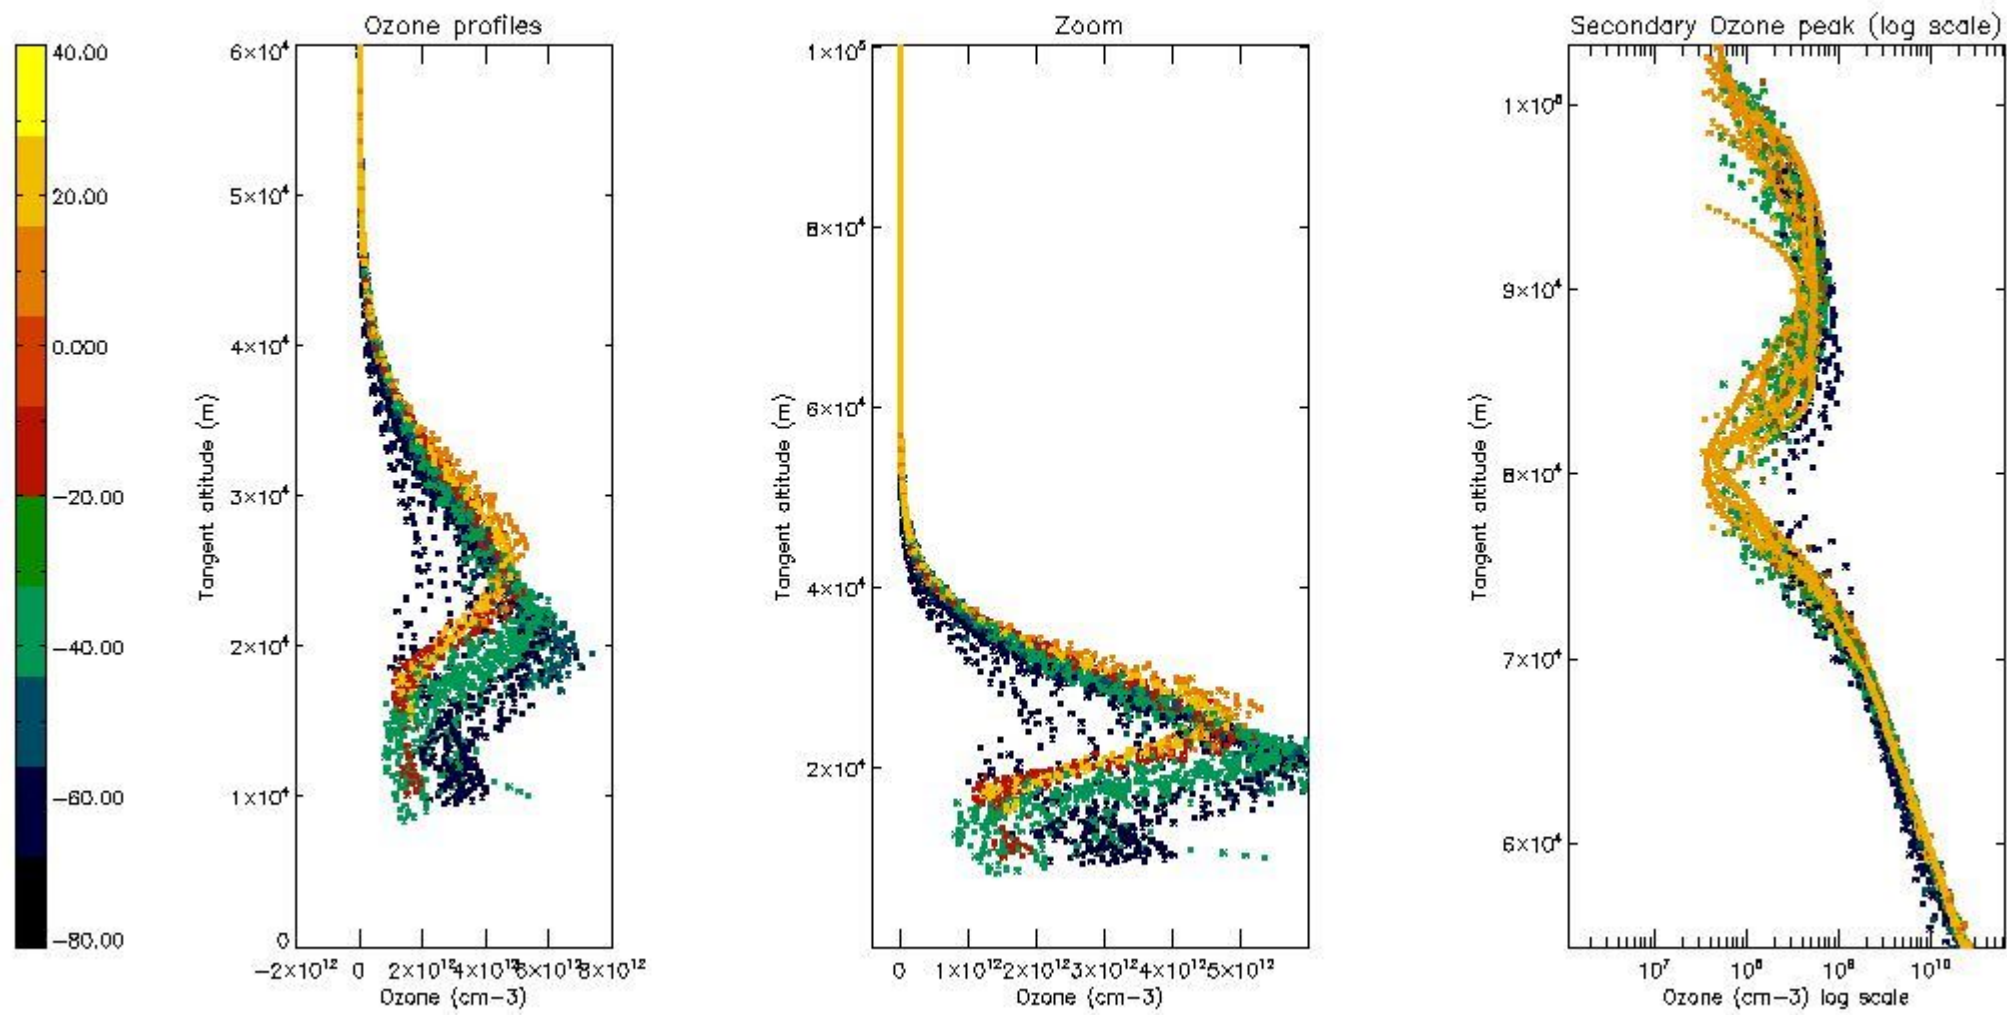 Ozone profiles
Zoom
Secondary Ozone peak (log scale)
40.00
20.00
0.000
-20.00
-40.00
-60.00
-80.00
6×10⁴
5×10⁴
4×10⁴
3×10⁴
2×10⁴
1×10⁴
0
Tangent altitude (m)
-2×10¹² 0 2×10¹² 4×10¹² 6×10¹² 8×10¹²
Ozone (cm-3)
1×10⁵
8×10⁴
6×10⁴
4×10⁴
2×10⁴
Tangent altitude (m)
0 1×10¹² 2×10¹² 3×10¹² 4×10¹² 5×10¹²
Ozone (cm-3)
1×10⁵
9×10⁴
8×10⁴
7×10⁴
6×10⁴
Tangent altitude (m)
10⁷ 10⁸ 10⁹ 10¹⁰
Ozone (cm-3) log scale